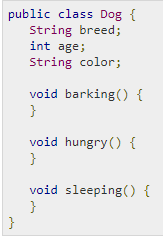 public class Dog {
   String breed;
   int age;
   String color;

   void barking() {
   }

   void hungry() {
   }

   void sleeping() {
   }
}